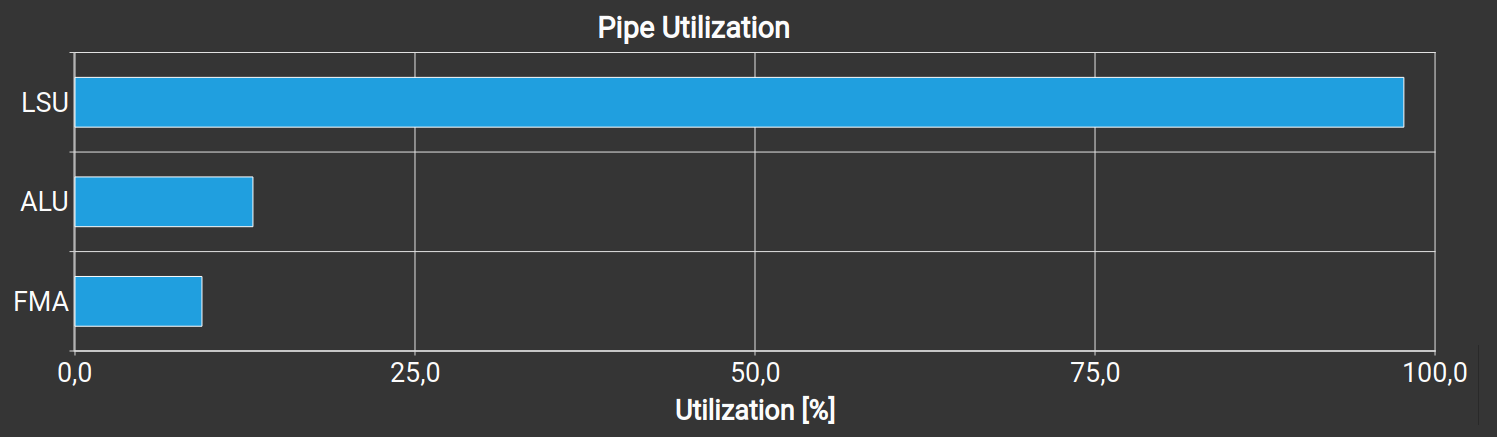 Pipe Utilization
LSU
ALU
FMA
0,0 25,0 50,0 75,0 100,0
Utilization [%]